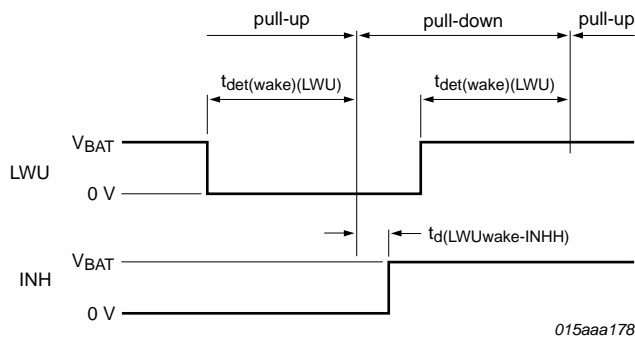 pull-up
pull-down
pull-up
tdet(wake)(LWU)
tdet(wake)(LWU)
VBAT
LWU
0 V
td(LWUwake-INHH)
VBAT
INH
0 V
015aaa178